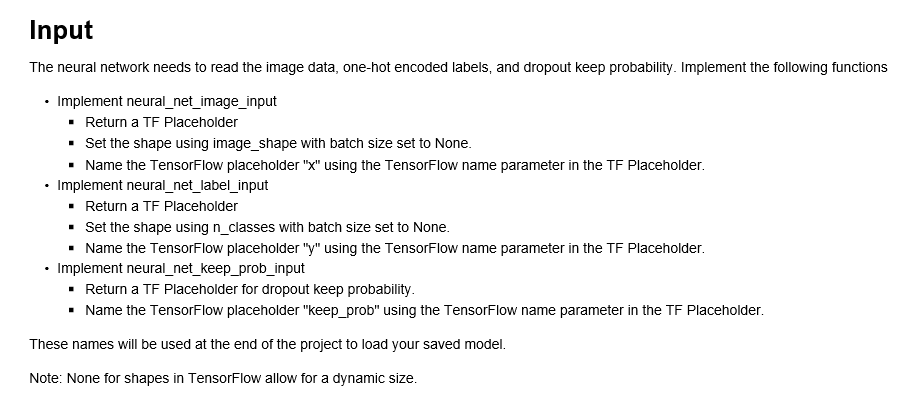 Input
The neural network needs to read the image data, one-hot encoded labels, and dropout keep probability. Implement the following functions
• Implement neural_net_image_input
▪ Return a TF Placeholder
▪ Set the shape using image_shape with batch size set to None.
▪ Name the TensorFlow placeholder "x" using the TensorFlow name parameter in the TF Placeholder.
• Implement neural_net_label_input
▪ Return a TF Placeholder
▪ Set the shape using n_classes with batch size set to None.
▪ Name the TensorFlow placeholder "y" using the TensorFlow name parameter in the TF Placeholder.
• Implement neural_net_keep_prob_input
▪ Return a TF Placeholder for dropout keep probability.
▪ Name the TensorFlow placeholder "keep_prob" using the TensorFlow name parameter in the TF Placeholder.
These names will be used at the end of the project to load your saved model.
Note: None for shapes in TensorFlow allow for a dynamic size.